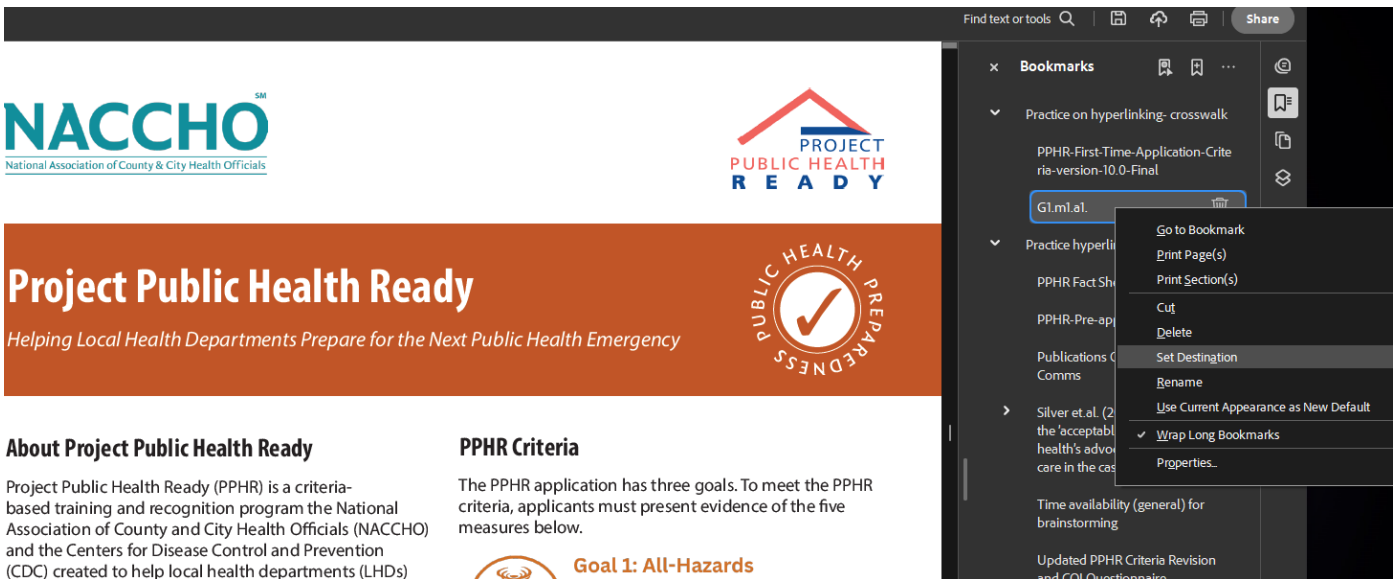 Find text or tools
Share
NACCHO
SM
National Association of County & City Health Officials
PROJECT
PUBLIC HEALTH
READY
Project Public Health Ready
Helping Local Health Departments Prepare for the Next Public Health Emergency
PUBLIC HEALTH PREPAREDNESS
About Project Public Health Ready
Project Public Health Ready (PPHR) is a criteria-
based training and recognition program the National
Association of County and City Health Officials (NACCHO)
and the Centers for Disease Control and Prevention
(CDC) created to help local health departments (LHDs)
PPHR Criteria
The PPHR application has three goals. To meet the PPHR
criteria, applicants must present evidence of the five
measures below.
Goal 1: All-Hazards
Bookmarks
Practice on hyperlinking- crosswalk
PPHR-First-Time-Application-Crite
ria-version-10.0-Final
G1.m1.a1.
Practice hyperli
PPHR Fact She
PPHR-Pre-app
Publications
Comms
Silver et.al. (2
the 'acceptabl
health's advo
care in the cas
Time availability (general) for
brainstorming
Updated PPHR Criteria Revision
and COI Questionnaire
Go to Bookmark
Print Page(s)
Print Section(s)
Cut
Delete
Set Destination
Rename
Use Current Appearance as New Default
Wrap Long Bookmarks
Properties...